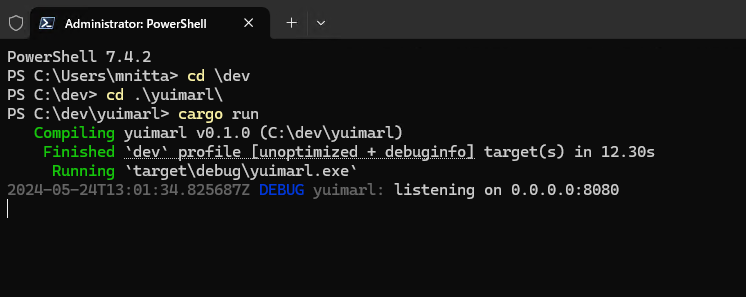 Administrator: PowerShell
PowerShell 7.4.2
PS C:\Users\mnitta> cd \dev
PS C:\dev> cd .\yuimarl\
PS C:\dev\yuimarl> cargo run
   Compiling yuimarl v0.1.0 (C:\dev\yuimarl)
    Finished `dev` profile [unoptimized + debuginfo] target(s) in 12.30s
     Running `target\debug\yuimarl.exe`
2024-05-24T13:01:34.825687Z DEBUG yuimarl: listening on 0.0.0.0:8080